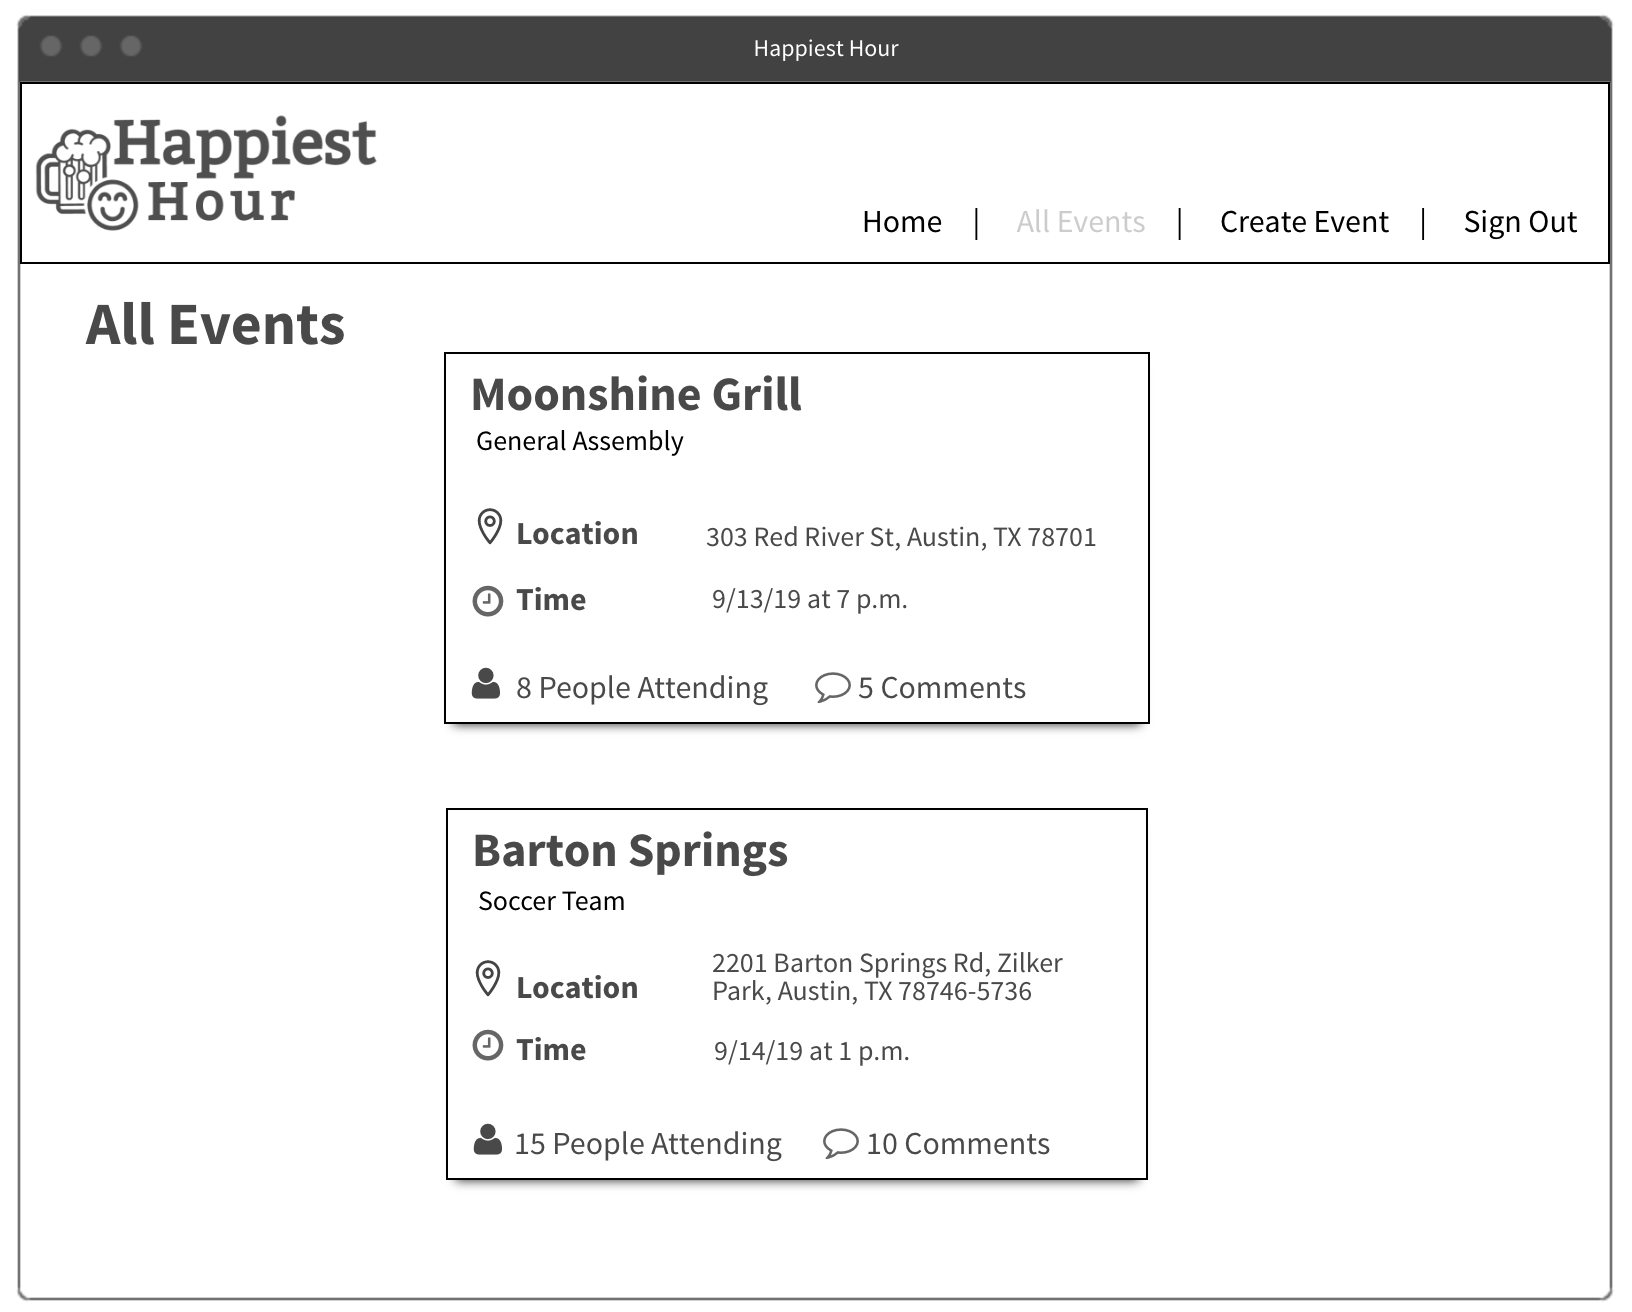 Happiest Hour
Happiest
Hour
Home | All Events | Create Event | Sign Out
All Events
Moonshine Grill
General Assembly
Location 303 Red River St, Austin, TX 78701
Time 9/13/19 at 7 p.m.
8 People Attending 5 Comments
Barton Springs
Soccer Team
2201 Barton Springs Rd, Zilker
Location Park, Austin, TX 78746-5736
Time 9/14/19 at 1 p.m.
15 People Attending 10 Comments